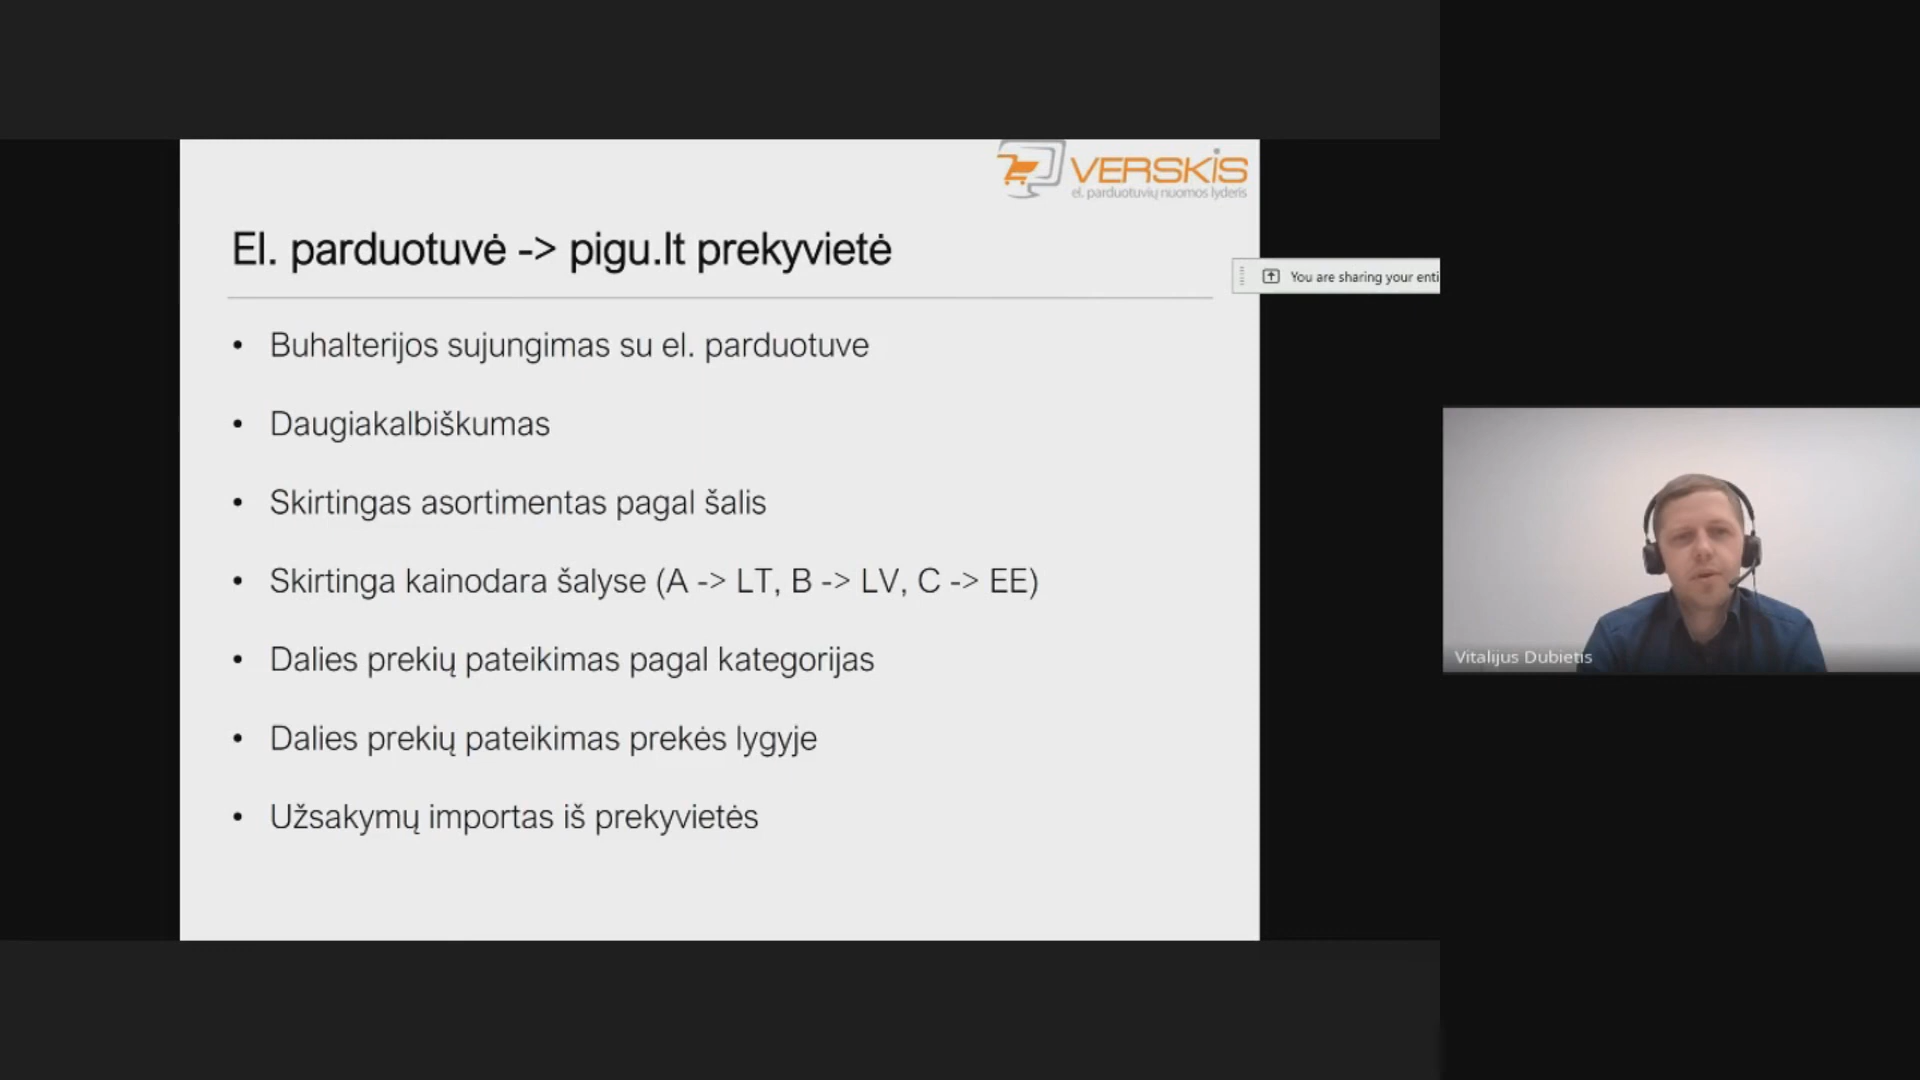 VERSKIS
el. parduotuvių nuomos lyderis
El. parduotuvė -> pigu.lt prekyvietė
• Buhalterijos sujungimas su el. parduotuve
• Daugiakalbiškumas
• Skirtingas asortimentas pagal šalis
• Skirtinga kainodara šalyse (A -> LT, B -> LV, C -> EE)
• Dalies prekių pateikimas pagal kategorijas
• Dalies prekių pateikimas prekės lygyje
• Užsakymų importas iš prekyvietės
You are sharing your enti
Vitalijus Dubietis